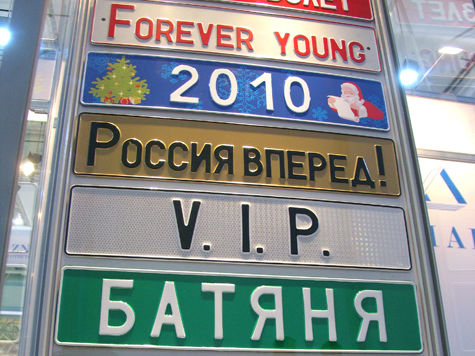 FOREVER YOUNG
2010
РОССИЯ ВПЕРЕД!
V.I.P.
БАТЯНЯ